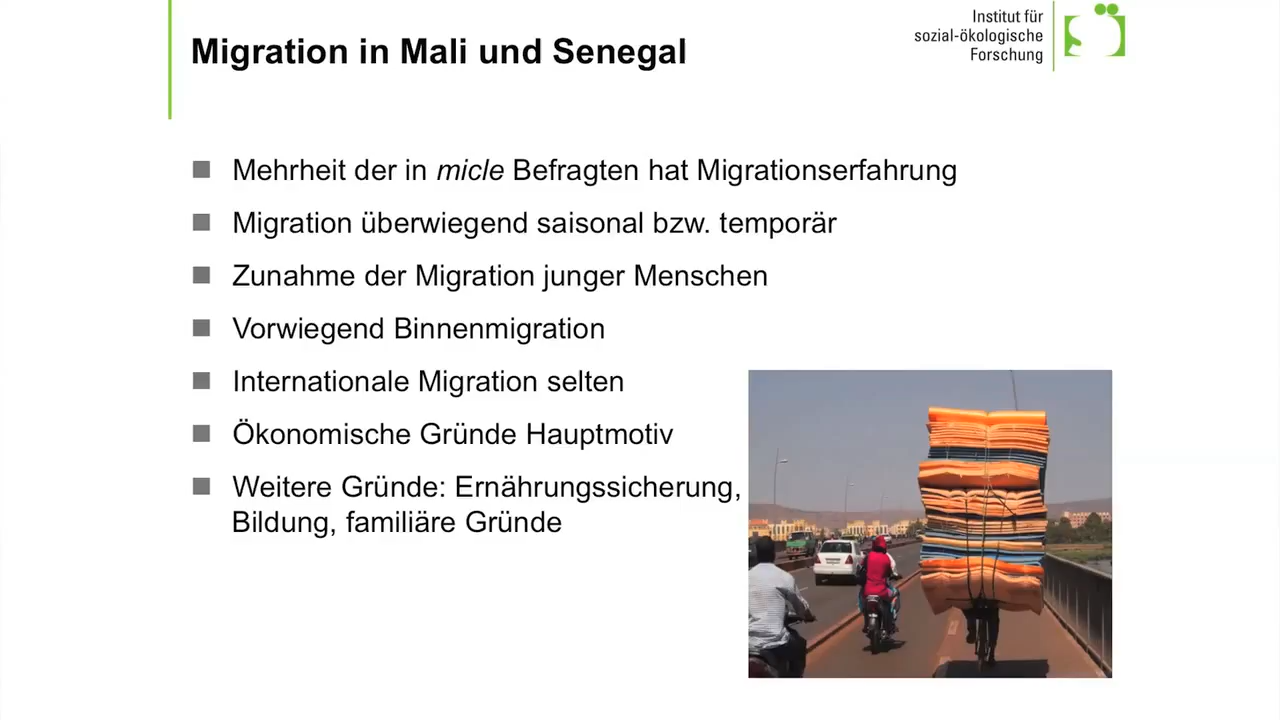 Migration in Mali und Senegal
Institut für
sozial-ökologische
Forschung
Mehrheit der in micle Befragten hat Migrationserfahrung
Migration überwiegend saisonal bzw. temporär
Zunahme der Migration junger Menschen
Vorwiegend Binnenmigration
Internationale Migration selten
Ökonomische Gründe Hauptmotiv
Weitere Gründe: Ernährungssicherung,
Bildung, familiäre Gründe